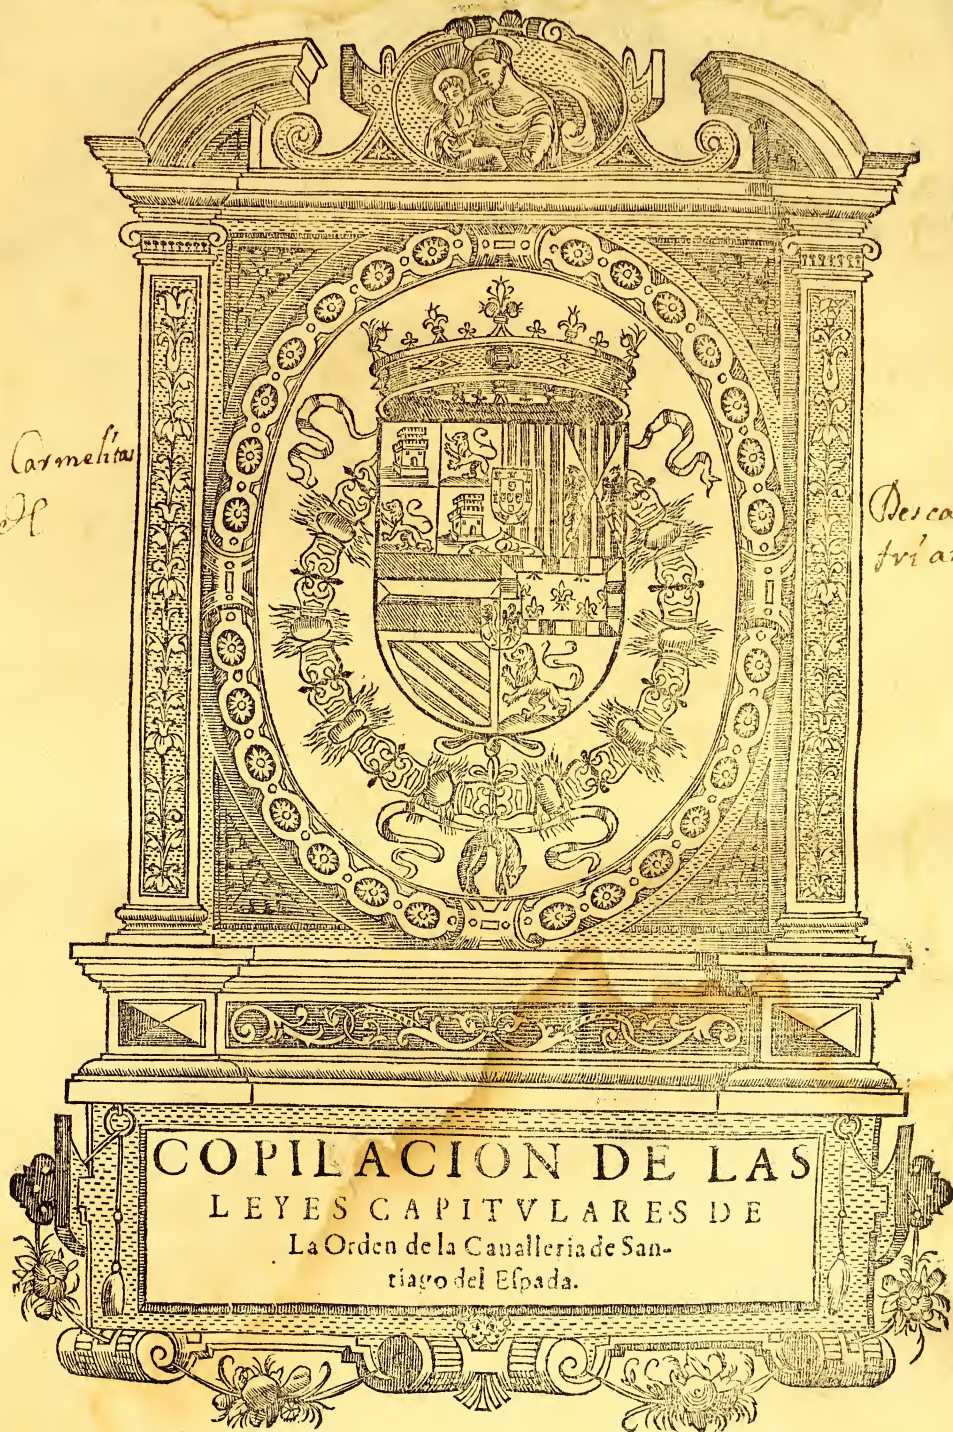 Carmelitas
Desca
COPILACION DE LAS
LEYES CAPITVLARES DE
La Orden de la Caualleria de San-
tiago del Eſpada.